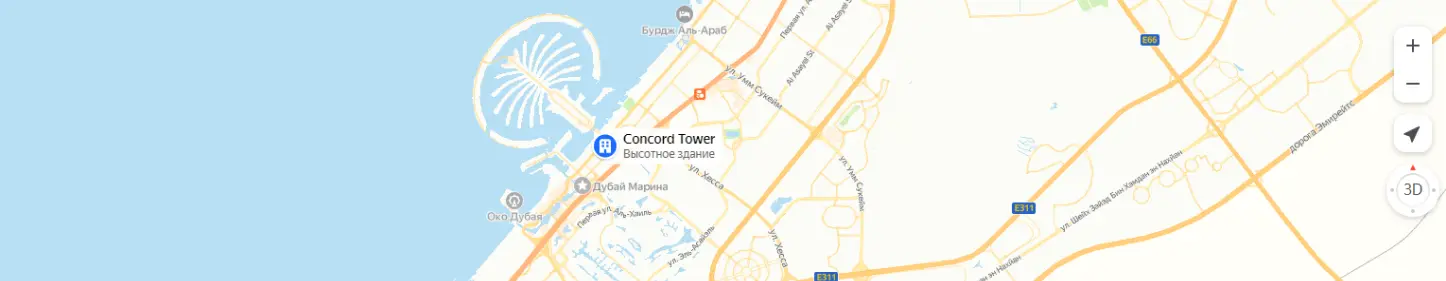 Бурдж Аль-Араб
Первая ул. А
Al Asayel St
E66
ул. Умм Сукейм
Al Asayel St
Concord Tower
Высотное здание
дорога Эмирейтс
ул. Умм Сукейм
ул. Хесса
Дубай Марина
3D
Око Дубая
Первая ул.
Аль-Хаиль
E311
ул. Шейх Зайэд Бин Хамдан эн Нахйан
ул. Эль-Асаиль
ул. Хесса
ан эн Нахйан
E311